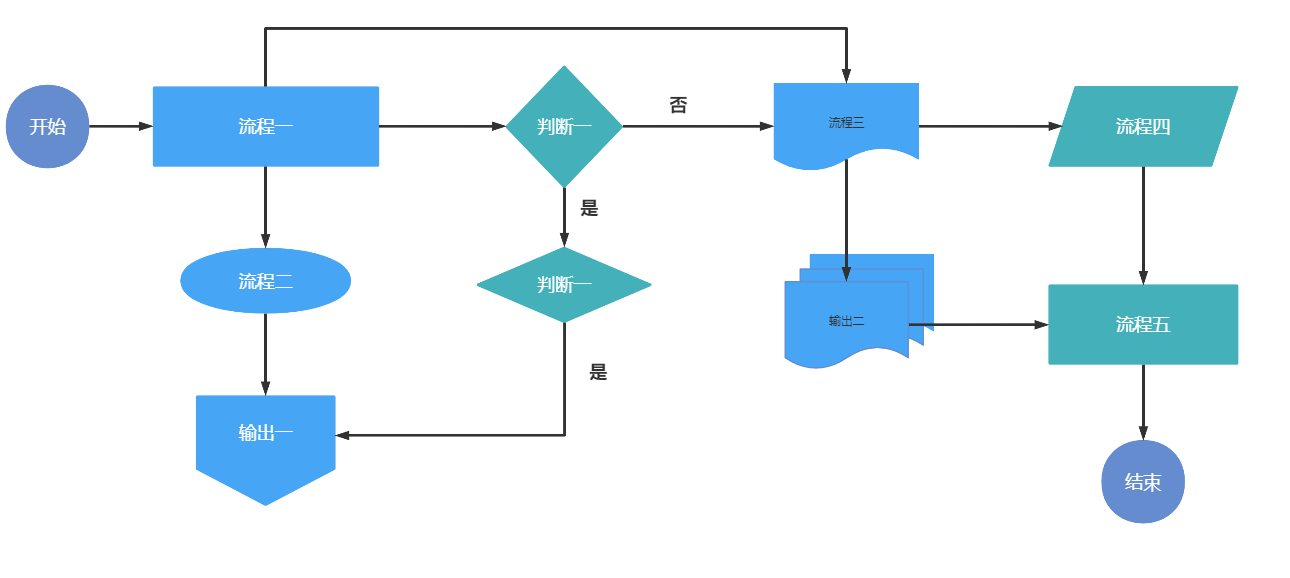 开始
流程一
判断一
否
流程三
流程四
是
流程二
判断一
输出二
流程五
是
输出一
结束